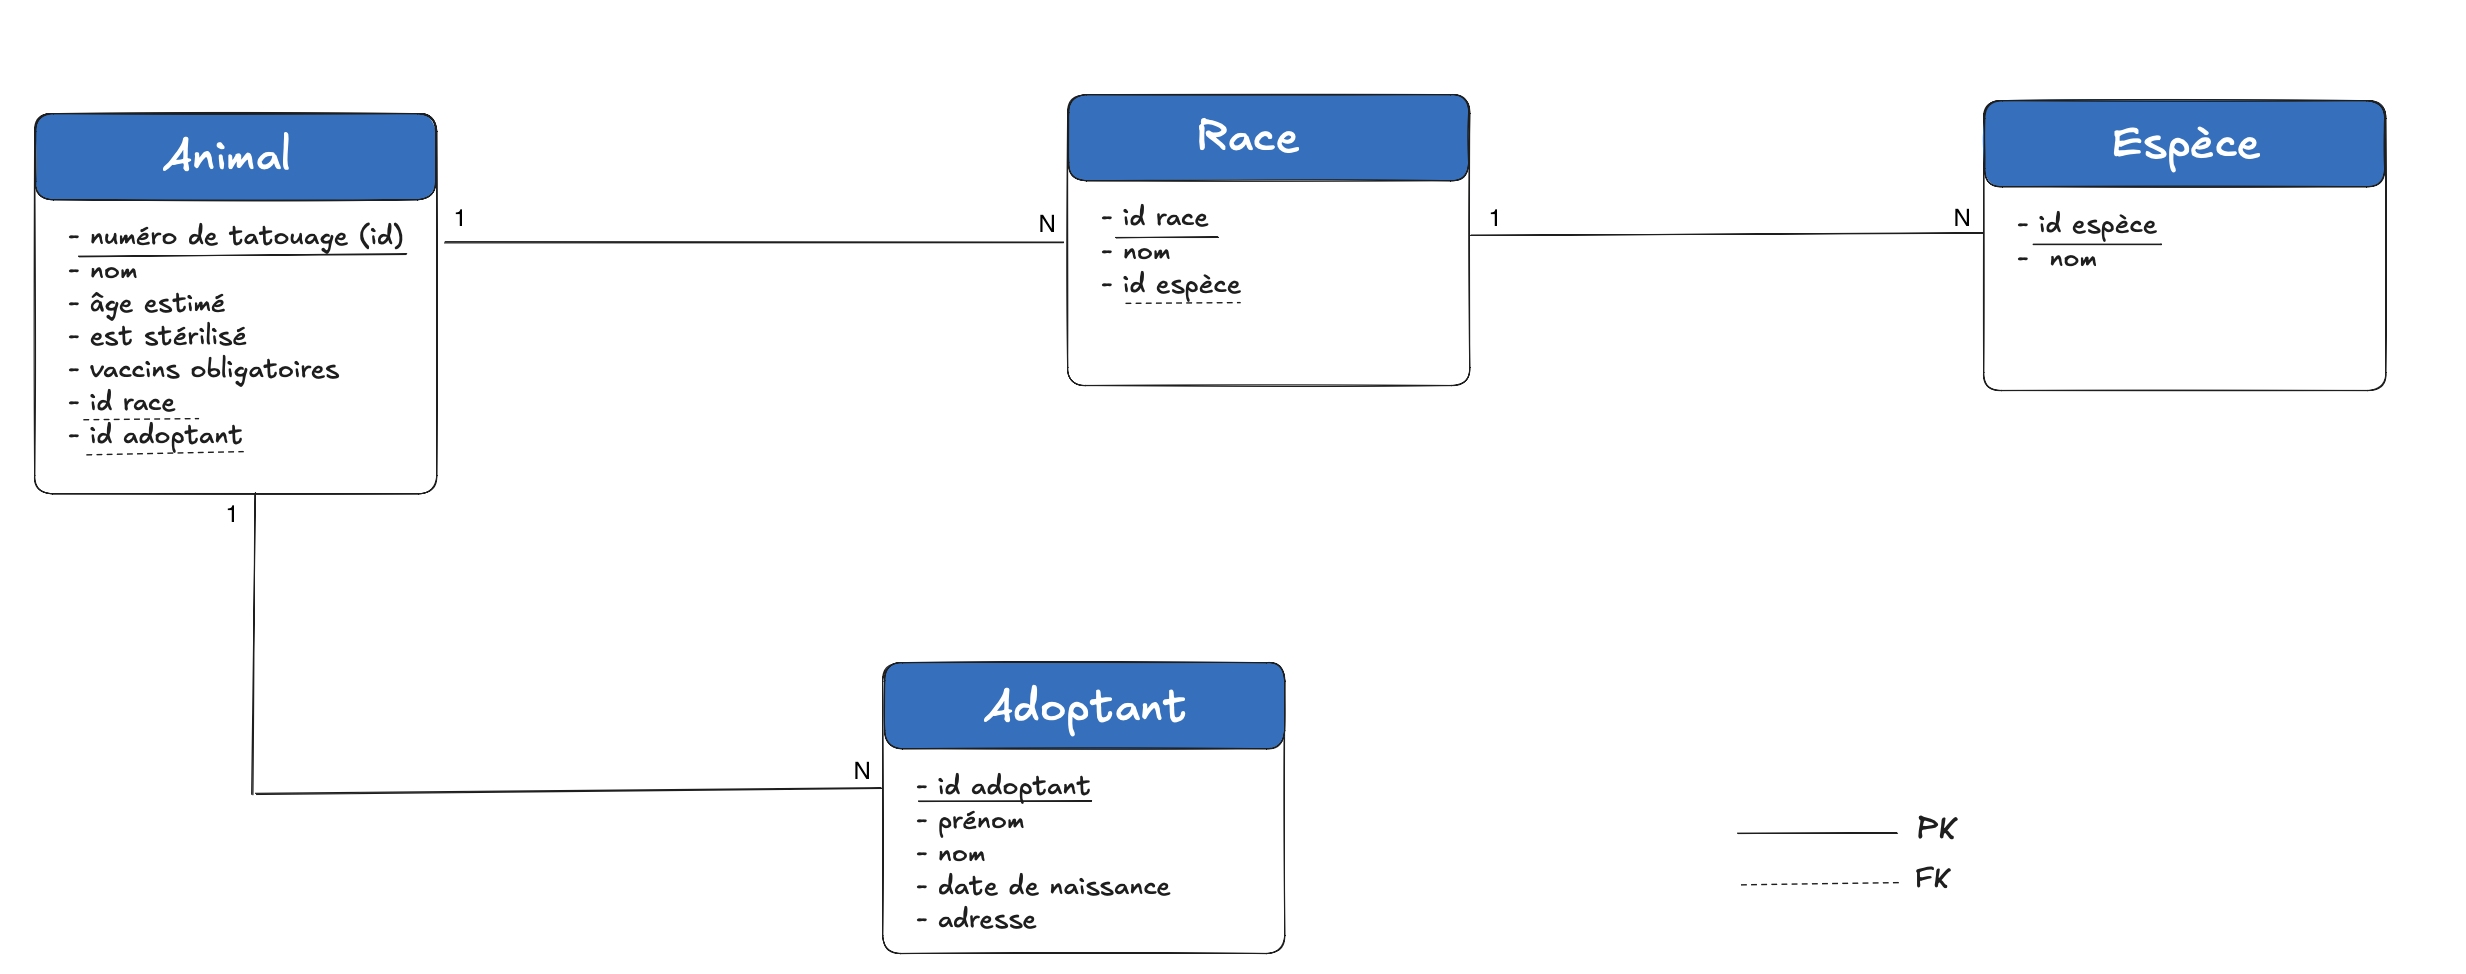 Animal
- numéro de tatouage (id)
- nom
- âge estimé
- est stérilisé
- vaccins obligatoires
- id race
- id adoptant
1
N
Race
- id race
- nom
- id espèce
1
N
Espèce
- id espèce
- nom
1
N
Adoptant
- id adoptant
- prénom
- nom
- date de naissance
- adresse
PK
FK